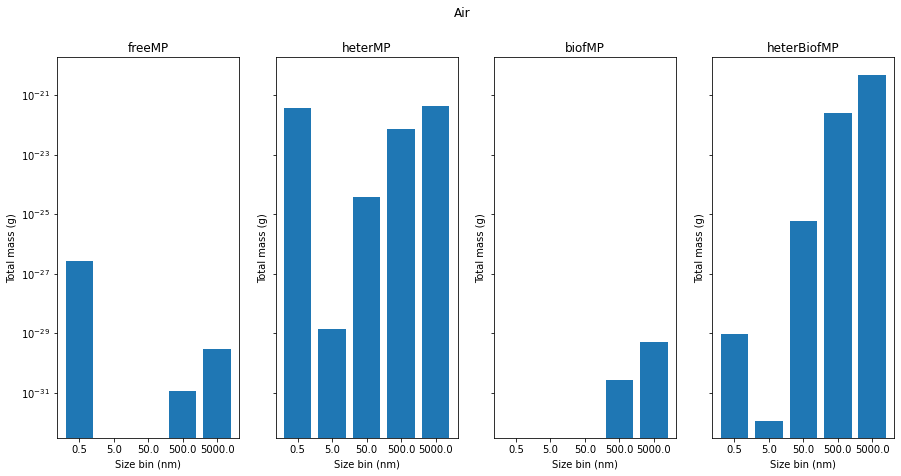 Air
freeMP
heterMP
biofMP
heterBiofMP
10⁻²¹
10⁻²³
10⁻²⁵
10⁻²⁷
10⁻²⁹
10⁻³¹
Total mass (g)
Total mass (g)
Total mass (g)
Total mass (g)
0.5 5.0 50.0 500.0 5000.0
0.5 5.0 50.0 500.0 5000.0
0.5 5.0 50.0 500.0 5000.0
0.5 5.0 50.0 500.0 5000.0
Size bin (nm)
Size bin (nm)
Size bin (nm)
Size bin (nm)